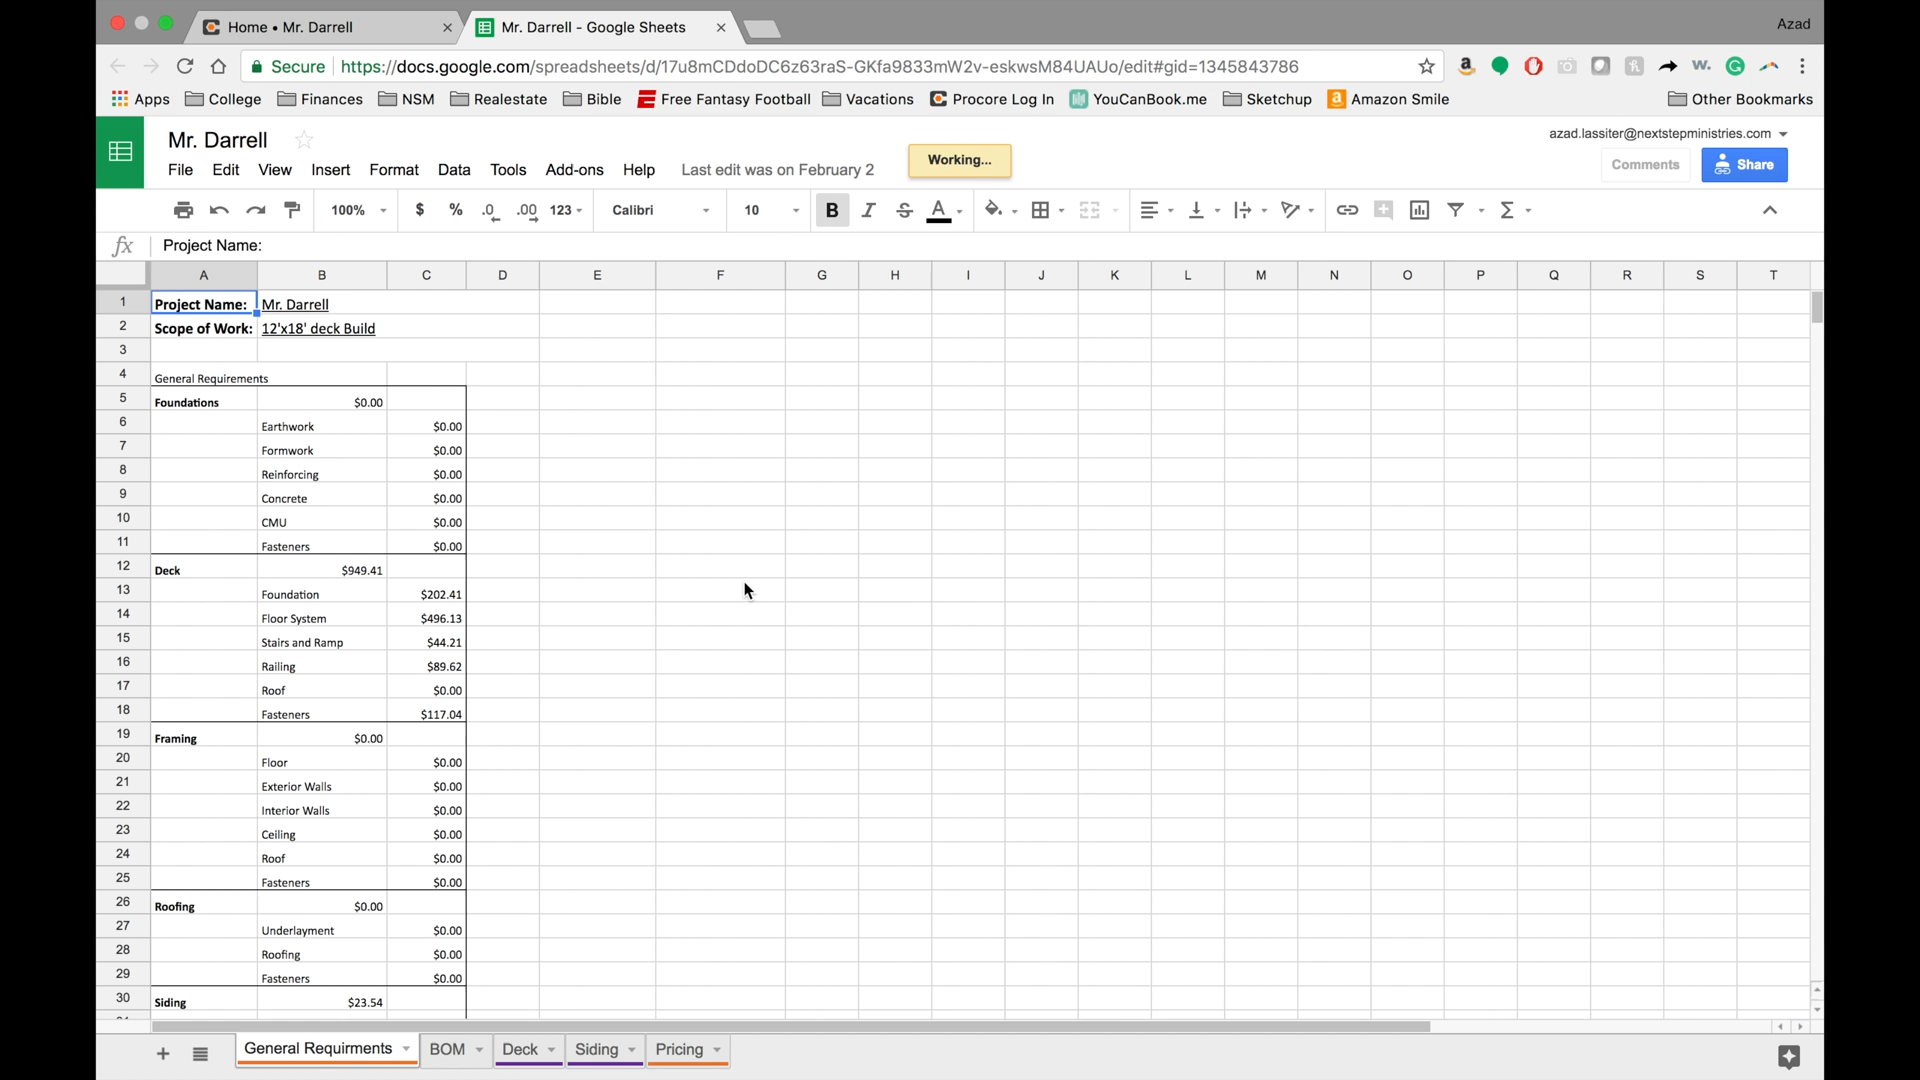 Home • Mr. Darrell
Mr. Darrell - Google Sheets
Azad
Secure https://docs.google.com/spreadsheets/d/17u8mCDdoDC6z63raS-GKfa9833mW2v-eskwsM84UAUo/edit#gid=1345843786
Apps College Finances NSM Realestate Bible Free Fantasy Football Vacations Procore Log In YouCanBook.me Sketchup Amazon Smile Other Bookmarks
Mr. Darrell
azad.lassiter@nextstepministries.com
File Edit View Insert Format Data Tools Add-ons Help Last edit was on February 2
Working...
Comments Share
100% $ % .0 .00 123 Calibri 10 B I S A
fx Project Name:
A B C D E F G H I J K L M N O P Q R S T
1 Project Name: Mr. Darrell
2 Scope of Work: 12'x18' deck Build
3
4 General Requirements
5 Foundations $0.00
6 Earthwork $0.00
7 Formwork $0.00
8 Reinforcing $0.00
9 Concrete $0.00
10 CMU $0.00
11 Fasteners $0.00
12 Deck $949.41
13 Foundation $202.41
14 Floor System $496.13
15 Stairs and Ramp $44.21
16 Railing $89.62
17 Roof $0.00
18 Fasteners $117.04
19 Framing $0.00
20 Floor $0.00
21 Exterior Walls $0.00
22 Interior Walls $0.00
23 Ceiling $0.00
24 Roof $0.00
25 Fasteners $0.00
26 Roofing $0.00
27 Underlayment $0.00
28 Roofing $0.00
29 Fasteners $0.00
30 Siding $23.54
General Requirments BOM Deck Siding Pricing